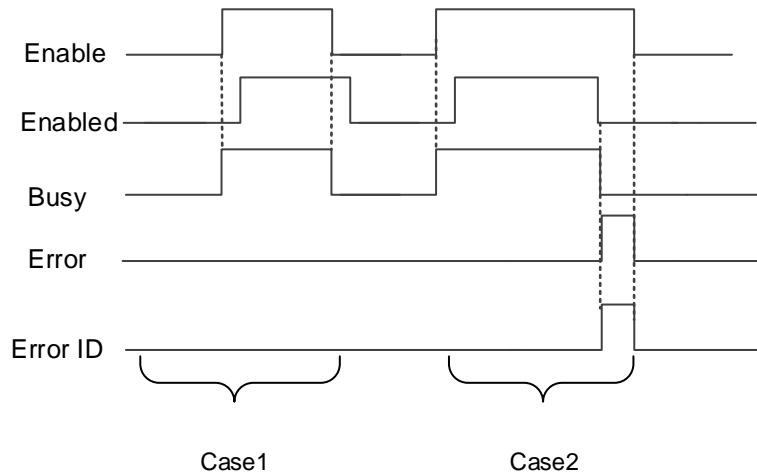 Enable
Enabled
Busy
Error
Error ID
Case1
Case2